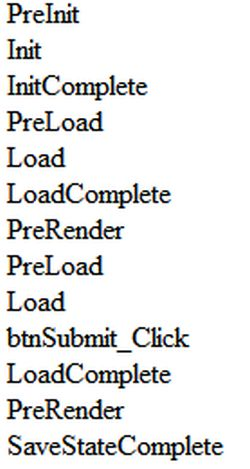 PreInit
Init
InitComplete
PreLoad
Load
LoadComplete
PreRender
PreLoad
Load
btnSubmit_Click
LoadComplete
PreRender
SaveStateComplete